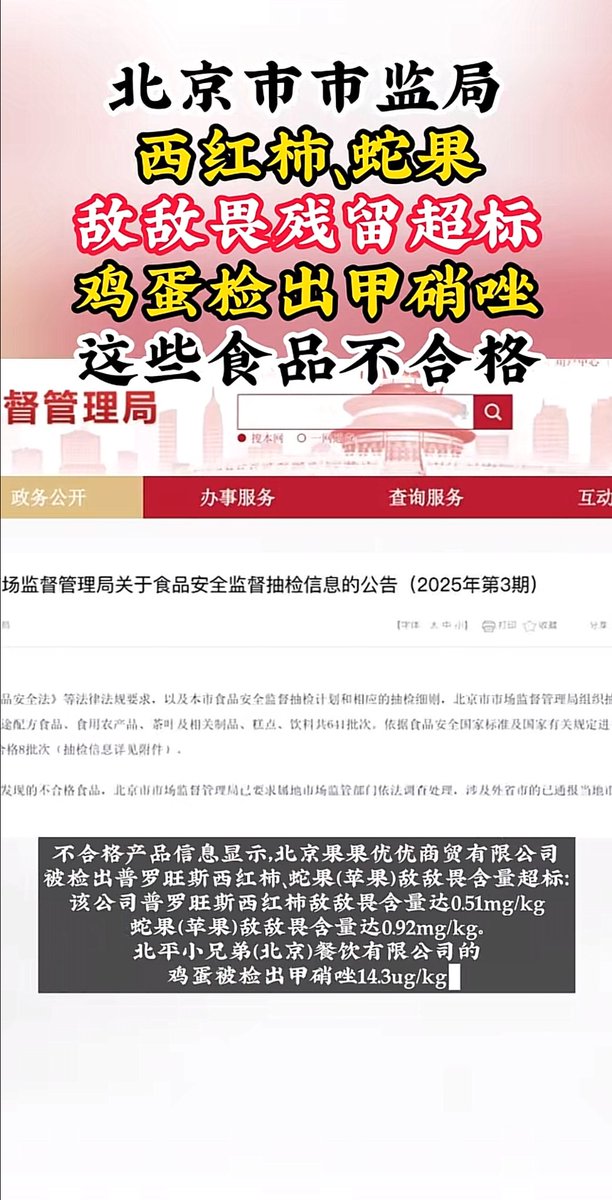 北京市市监局
西红柿、蛇果
敌敌畏残留超标
鸡蛋检出甲硝唑
这些食品不合格
督管理局
搜本网
政务公开 办事服务 查询服务 互动
场监督管理局关于食品安全监督抽检信息的公告（2025年第3期）
【字体 大 中 小】 打印 收藏 分享
品安全法》等法律法规要求，以及本市食品安全监督抽检计划和相应的抽检细则，北京市市场监督管理局组织抽
途配方食品、食用农产品、茶叶及相关制品、糕点、饮料共641批次。依据食品安全国家标准及国家有关规定进
合格8批次（抽检信息详见附件）。
发现的不合格食品，北京市市场监督管理局已要求属地市场监管部门依法调查处理，涉及外省市的已通报当地市
不合格产品信息显示,北京果果优优商贸有限公司
被检出普罗旺斯西红柿、蛇果(苹果)敌敌畏含量超标:
该公司普罗旺斯西红柿敌敌畏含量达0.51mg/kg
蛇果(苹果)敌敌畏含量达0.92mg/kg。
北平小兄弟(北京)餐饮有限公司的
鸡蛋被检出甲硝唑14.3ug/kg